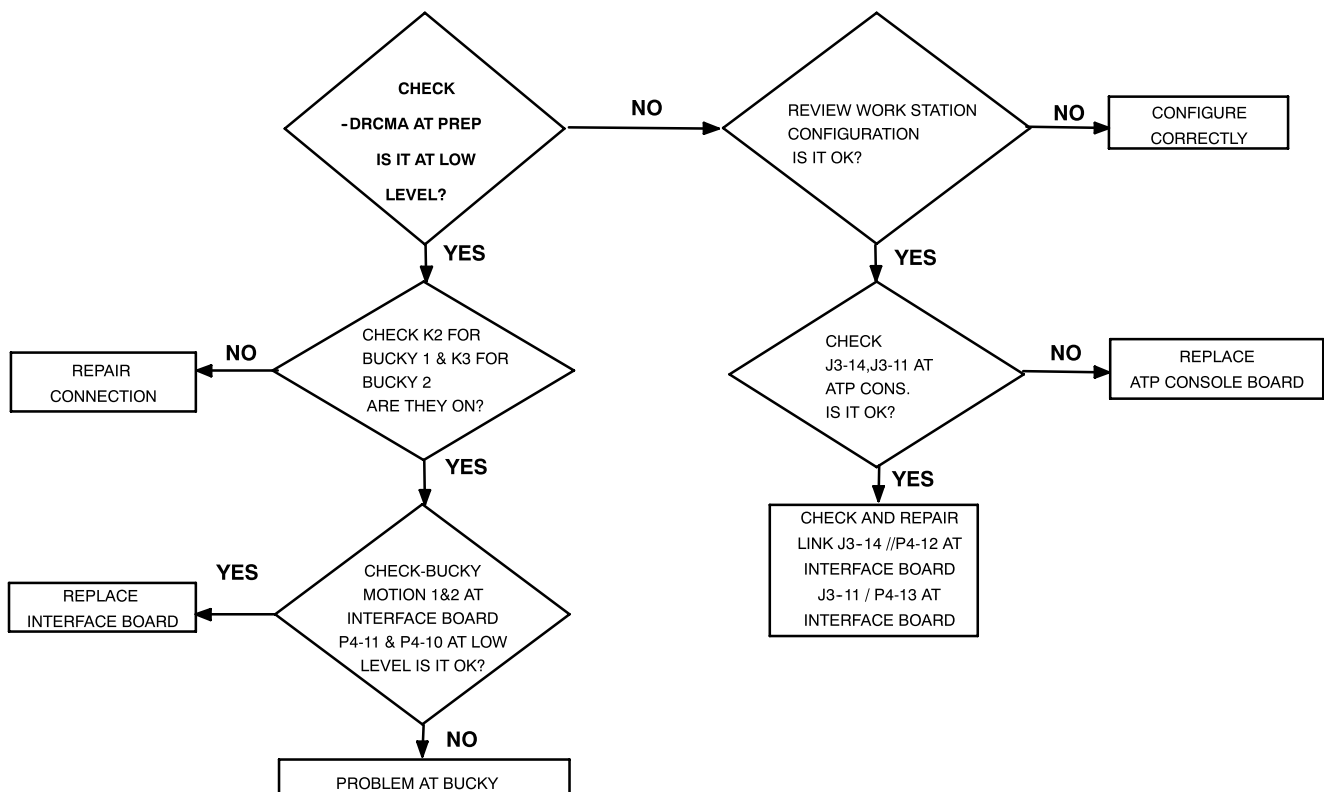 CHECK
-DRCMA AT PREP
IS IT AT LOW
LEVEL?
NO
REVIEW WORK STATION
CONFIGURATION
IS IT OK?
NO
CONFIGURE
CORRECTLY
YES
YES
CHECK K2 FOR
BUCKY 1 & K3 FOR
BUCKY 2
ARE THEY ON?
NO
REPAIR
CONNECTION
CHECK
J3-14,J3-11 AT
ATP CONS.
IS IT OK?
NO
REPLACE
ATP CONSOLE BOARD
YES
YES
CHECK-BUCKY
MOTION 1&2 AT
INTERFACE BOARD
P4-11 & P4-10 AT LOW
LEVEL IS IT OK?
YES
REPLACE
INTERFACE BOARD
CHECK AND REPAIR
LINK J3-14 //P4-12 AT
INTERFACE BOARD
J3-11 / P4-13 AT
INTERFACE BOARD
NO
PROBLEM AT BUCKY